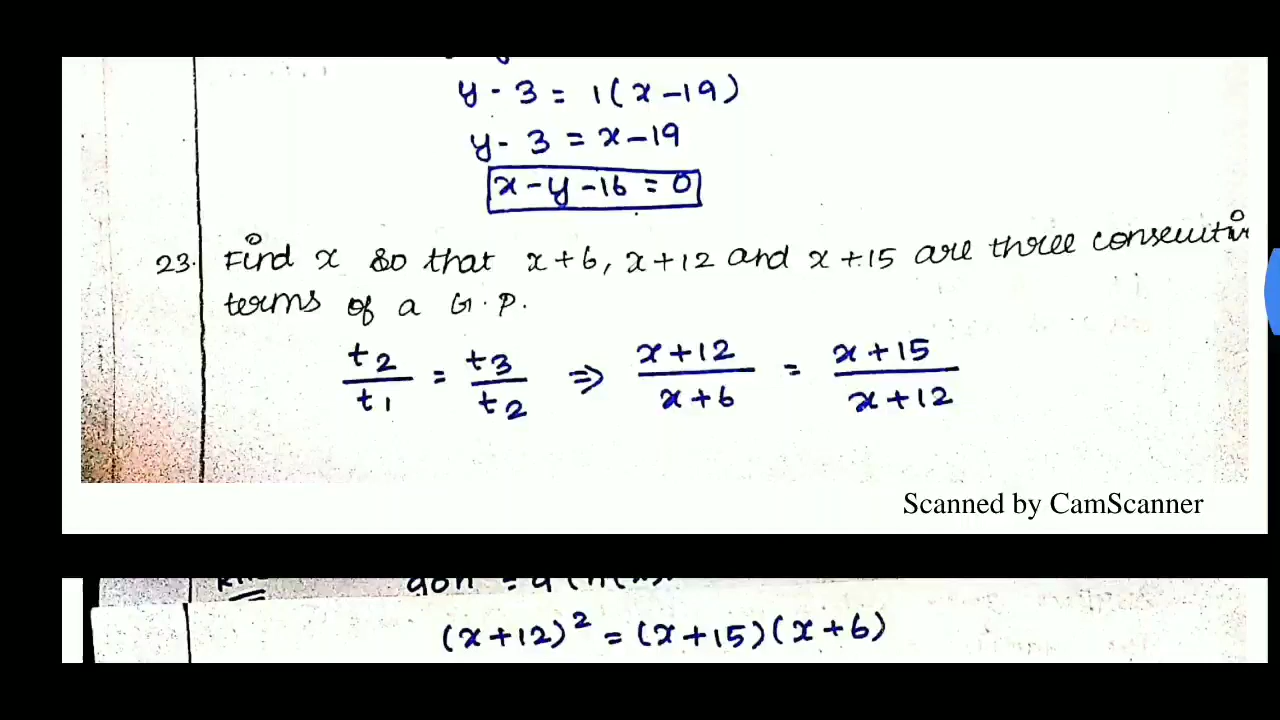 y - 3 = 1(x-19)
y - 3 = x-19
x-y-16 = 0
23. Find x so that x+6, x+12 and x+15 are three consecutive
terms of a G.P.
t2/t1 = t3/t2 ⇒ x+12/x+6 = x+15/x+12
Scanned by CamScanner
(x+12)² = (x+15)(x+6)